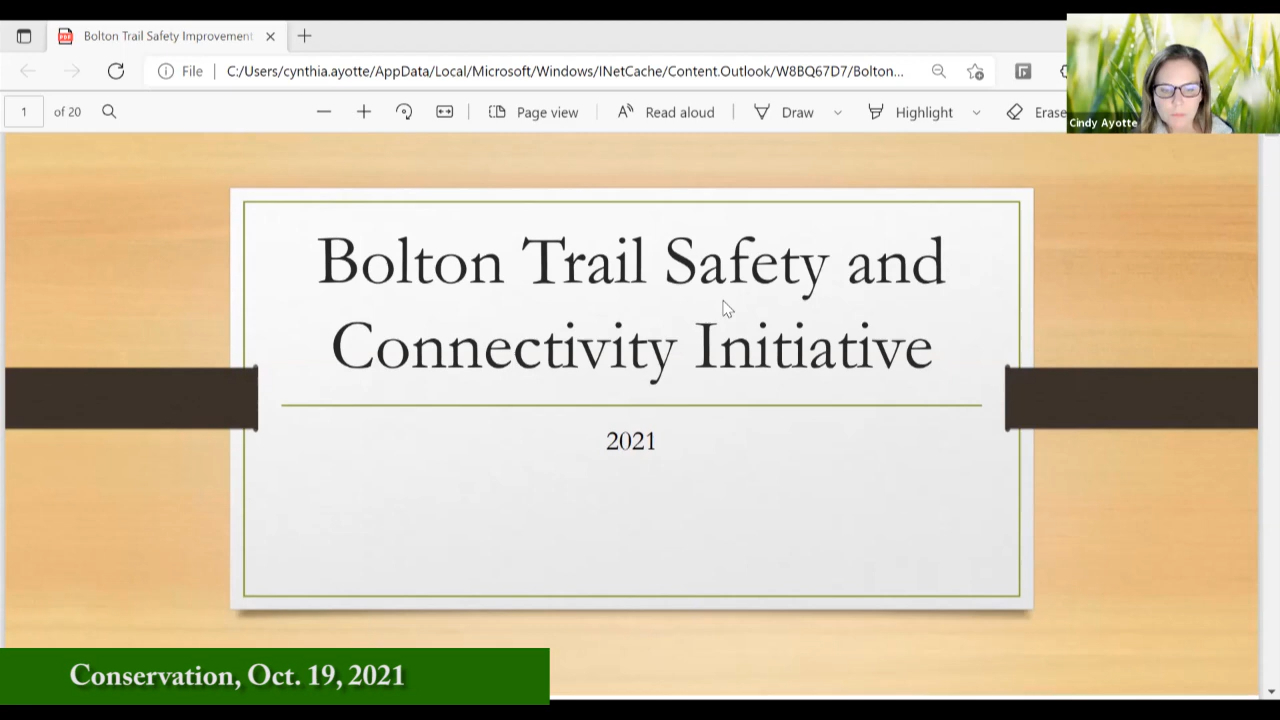 Bolton Trail Safety Improvement
File
C:/Users/cynthia.ayotte/AppData/Local/Microsoft/Windows/INetCache/Content.Outlook/W8BQ67D7/Bolton...
1 of 20
Page view
Read aloud
Draw
Highlight
Erase
Cindy Ayotte
Bolton Trail Safety and
Connectivity Initiative
2021
Conservation, Oct. 19, 2021